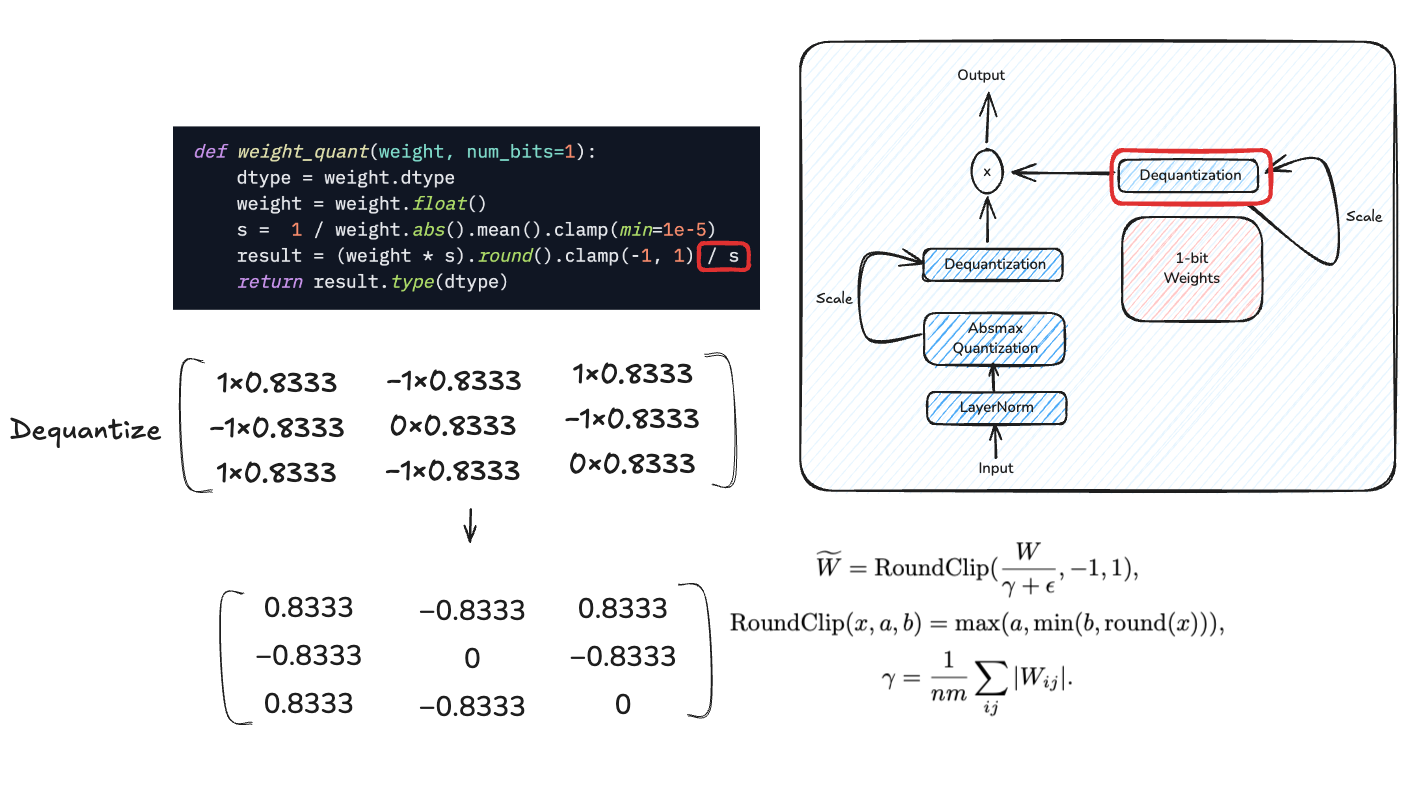 def weight_quant(weight, num_bits=1):
dtype = weight.dtype
weight = weight.float()
s =  1 / weight.abs().mean().clamp(min=1e-5)
result = (weight * s).round().clamp(-1, 1) / s
return result.type(dtype)
Dequantize
1×0.8333 −1×0.8333 1×0.8333
−1×0.8333 0×0.8333 −1×0.8333
1×0.8333 −1×0.8333 0×0.8333
0.8333 −0.8333 0.8333
−0.8333 0 −0.8333
0.8333 −0.8333 0
Output
x
Dequantization
Scale
1-bit
Weights
Dequantization
Scale
Absmax
Quantization
LayerNorm
Input
W̃ = RoundClip(W / (γ + ϵ), −1, 1),
RoundClip(x, a, b) = max(a, min(b, round(x))),
γ = 1/nm ∑ij |Wij|.